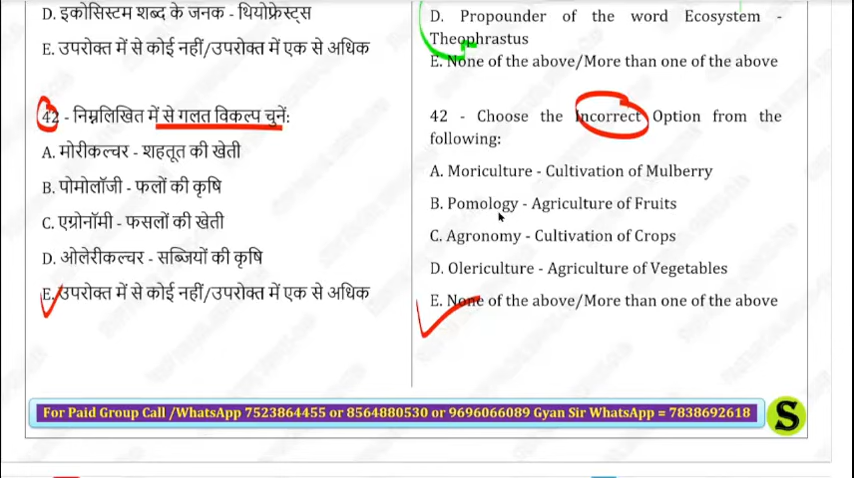 D. इकोसिस्टम शब्द के जनक - थियोफ्रेस्ट्स
E. उपरोक्त में से कोई नहीं/उपरोक्त में एक से अधिक
42 - निम्नलिखित में से गलत विकल्प चुनें:
A. मोरीकल्चर - शहतूत की खेती
B. पोमोलॉजी - फलों की कृषि
C. एग्रोनॉमी - फसलों की खेती
D. ओलेरीकल्चर - सब्जियों की कृषि
E. उपरोक्त में से कोई नहीं/उपरोक्त में एक से अधिक
D. Propounder of the word Ecosystem -
Theophrastus
E. None of the above/More than one of the above
42 - Choose the Incorrect Option from the
following:
A. Moriculture - Cultivation of Mulberry
B. Pomology - Agriculture of Fruits
C. Agronomy - Cultivation of Crops
D. Olericulture - Agriculture of Vegetables
E. None of the above/More than one of the above
For Paid Group Call /WhatsApp 7523864455 or 8564880530 or 9696066089 Gyan Sir WhatsApp = 7838692618
S